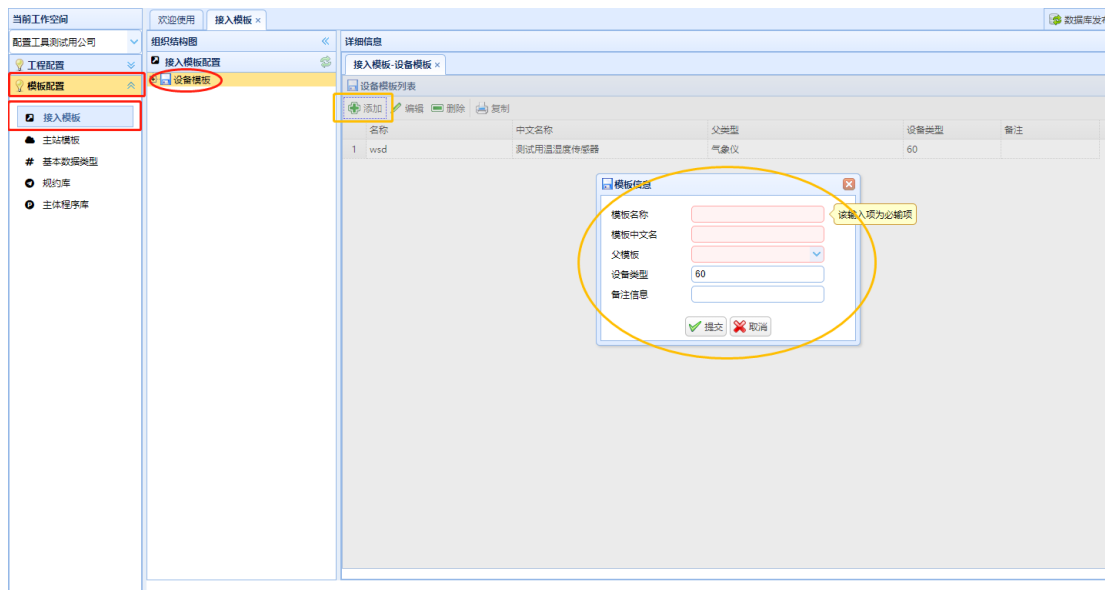 当前工作空间
欢迎使用 接入模板 ×
配置工具测试用公司
工程配置
模板配置
接入模板
主站模板
# 基本数据类型
规约库
主体程序库
组织结构图
接入模板配置
设备模板
数据库发布
详细信息
接入模板-设备模板 ×
设备模板列表
添加 编辑 删除 复制
名称 中文名称 父类型 设备类型 备注
1 wsd 测试用温湿度传感器 气象仪 60
模板信息
模板名称 该输入项为必输项
模板中文名
父模板
设备类型 60
备注信息
提交 取消